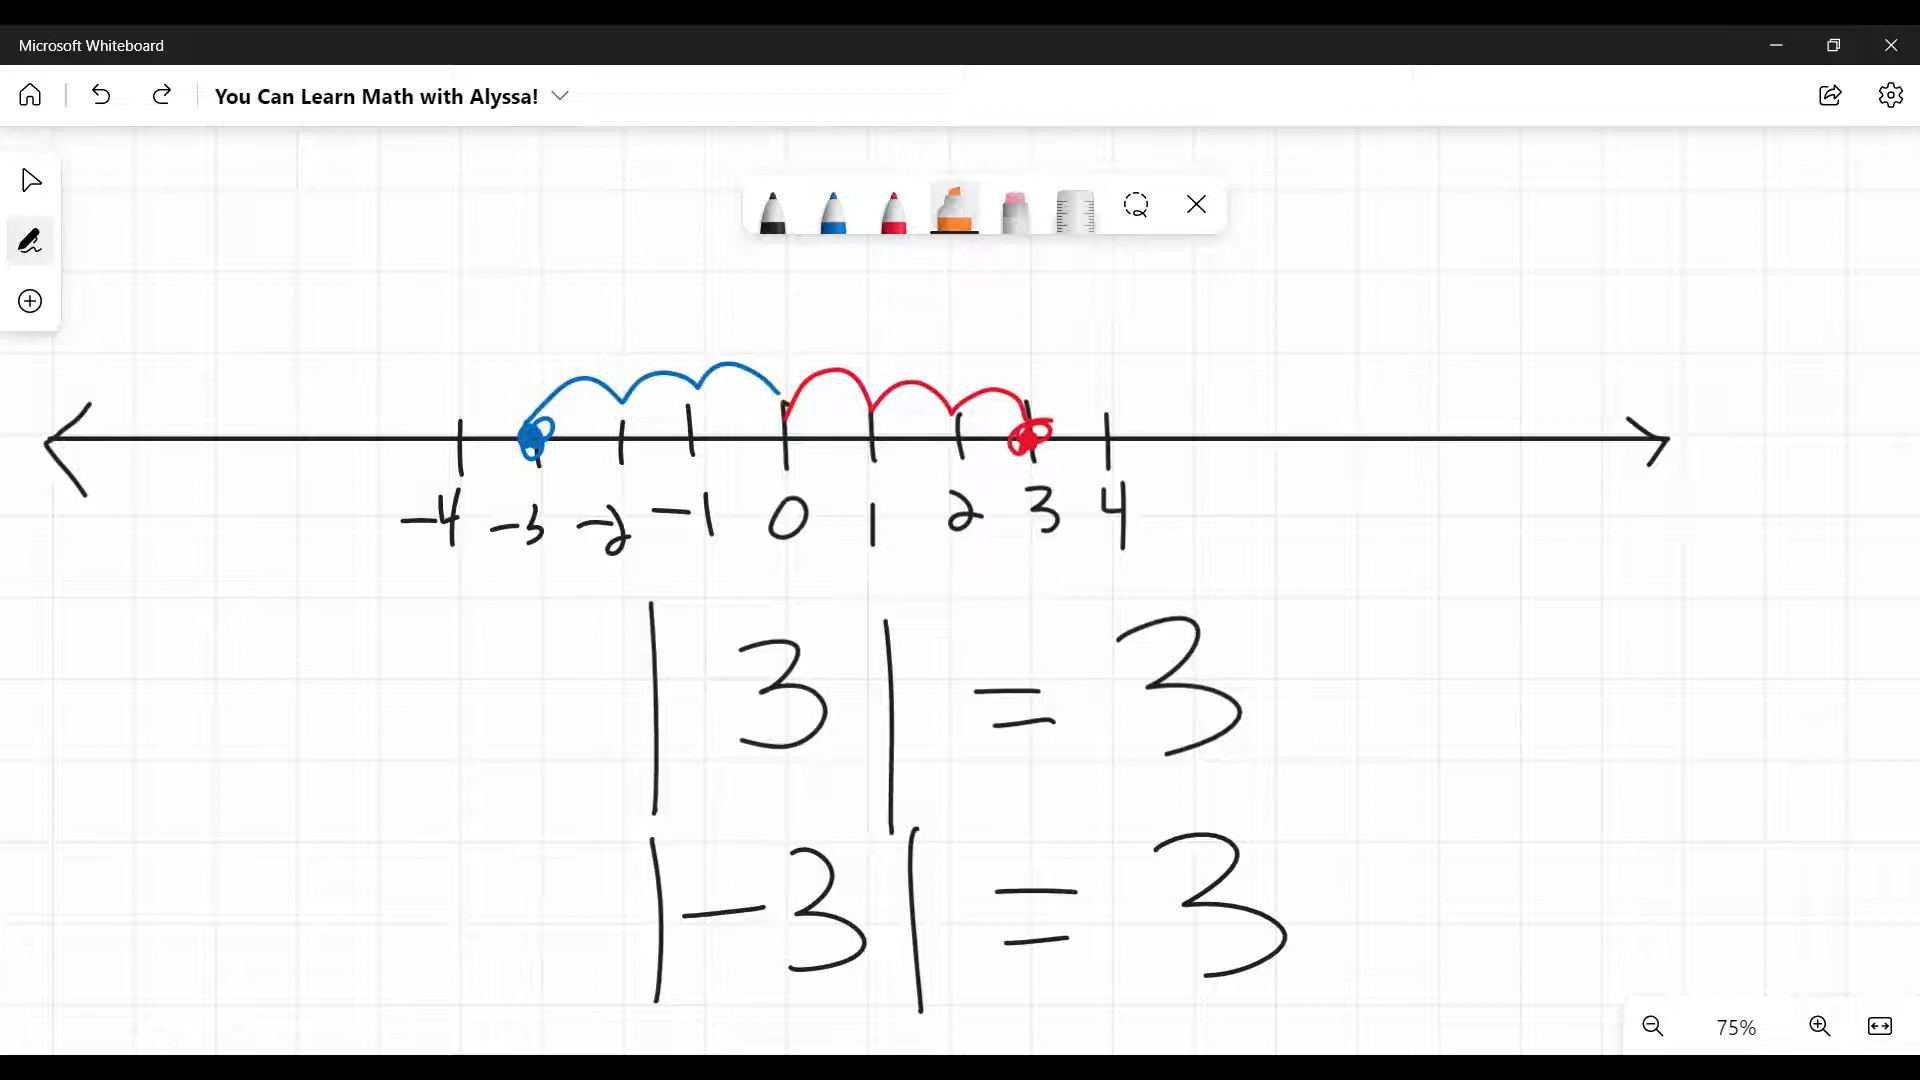 Microsoft Whiteboard
You Can Learn Math with Alyssa!
-4 -3 -2 -1 0 1 2 3 4
|3| = 3
|-3| = 3
75%